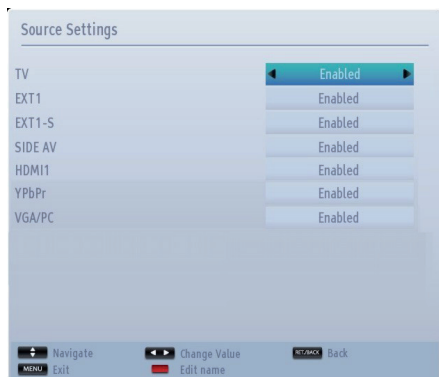 Source Settings
TV Enabled
EXT1 Enabled
EXT1-S Enabled
SIDE AV Enabled
HDMI1 Enabled
YPbPr Enabled
VGA/PC Enabled
Navigate Change Value RET./BACK Back
MENU Exit Edit name